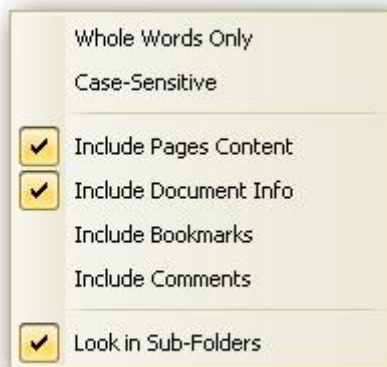 Whole Words Only
Case-Sensitive
Include Pages Content
Include Document Info
Include Bookmarks
Include Comments
Look in Sub-Folders